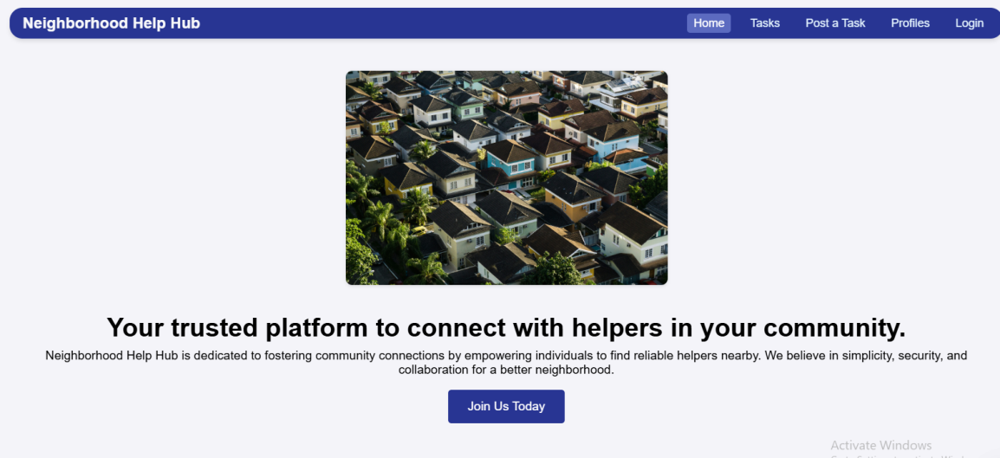 Neighborhood Help Hub
Home Tasks Post a Task Profiles Login
Your trusted platform to connect with helpers in your community.
Neighborhood Help Hub is dedicated to fostering community connections by empowering individuals to find reliable helpers nearby. We believe in simplicity, security, and
collaboration for a better neighborhood.
Join Us Today
Activate Windows